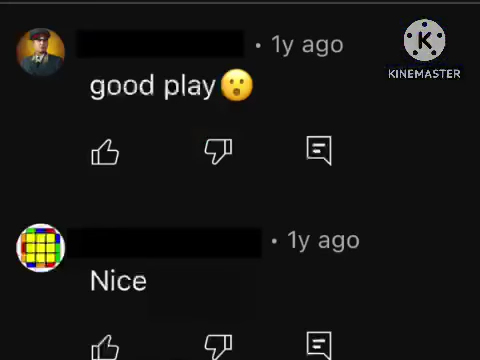 · 1y ago
good play😮
K
KINEMASTER
· 1y ago
Nice